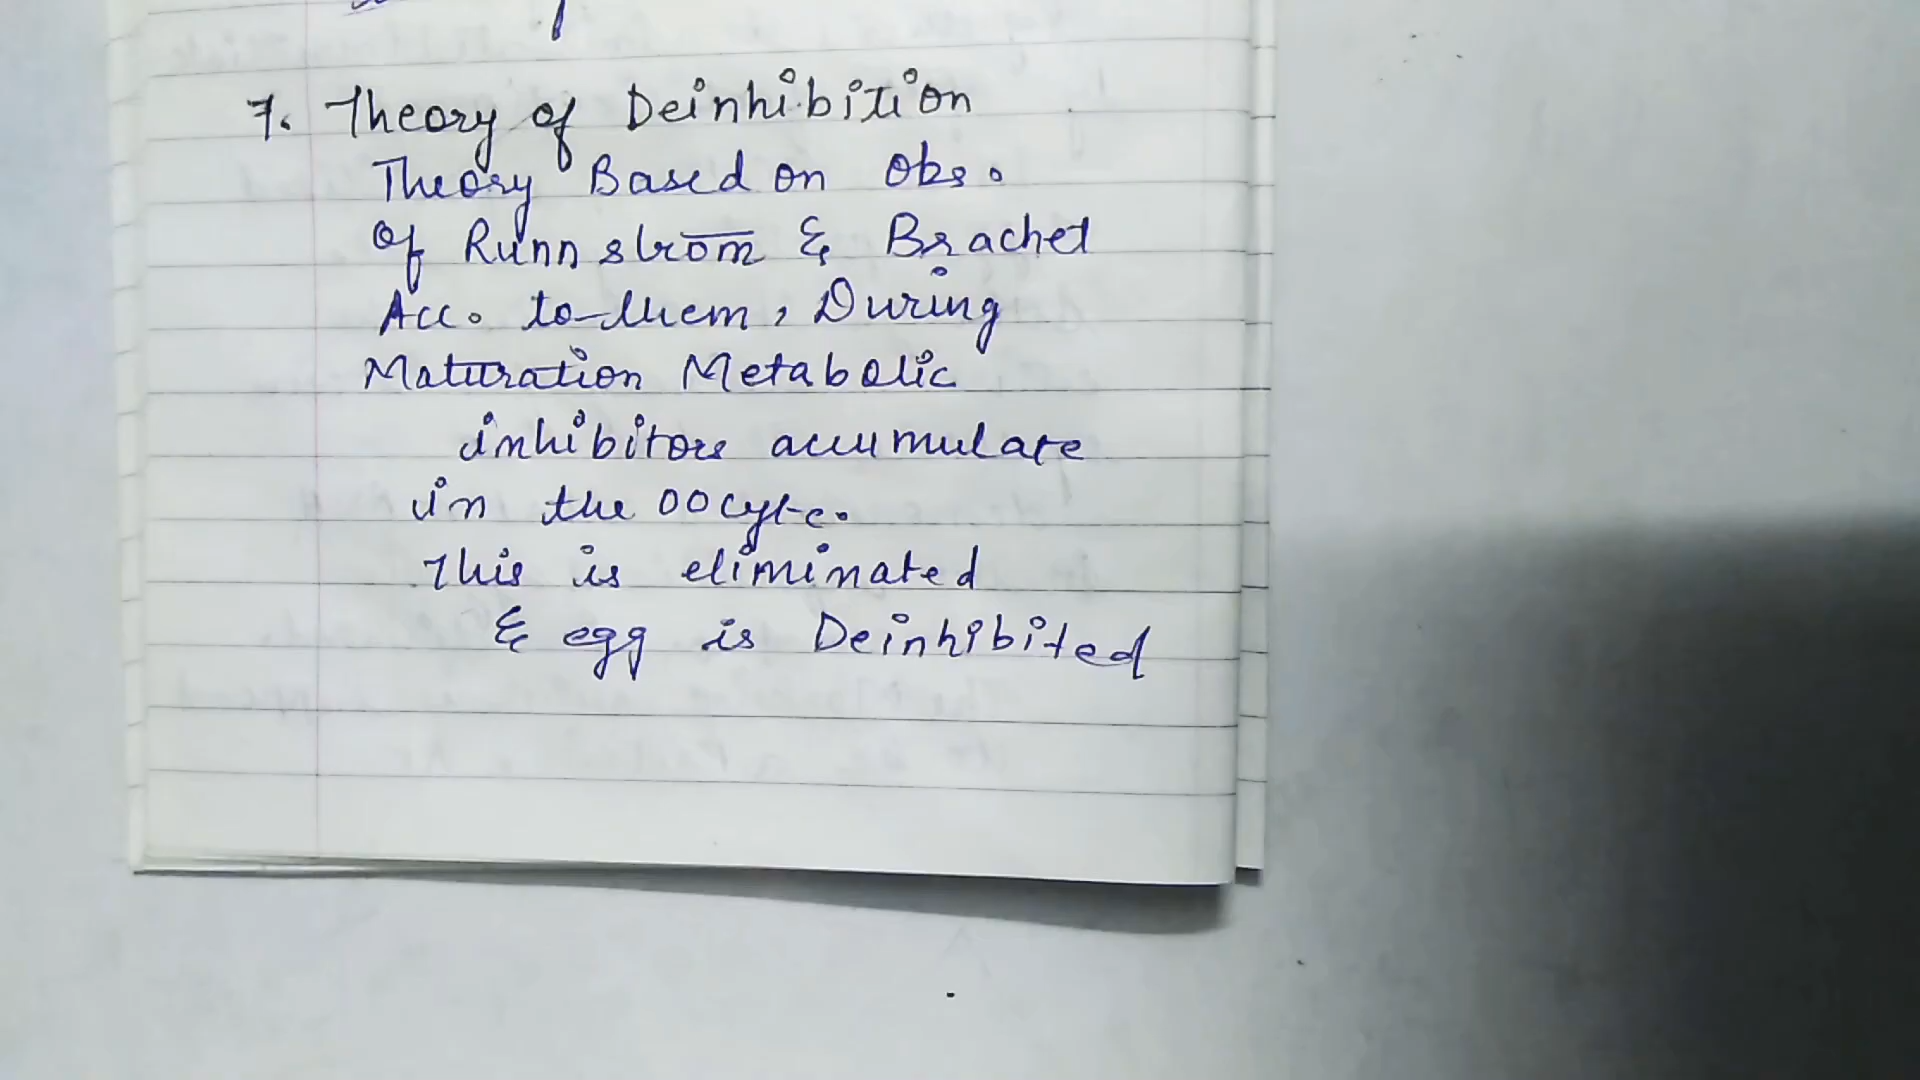 7. Theory of Deinhibition
Theory Based on Obs.
Of Runnstrom & Brachet
Acc. to them, During
Maturation Metabolic
inhibitors accumulate
in the oocyte.
This is eliminated
& egg is Deinhibited